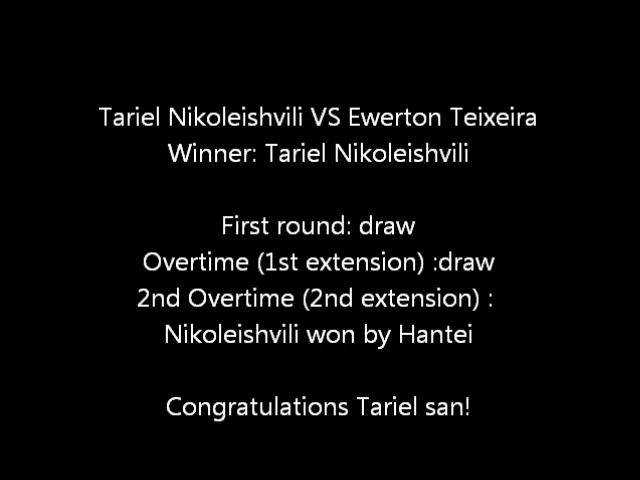 Tariel Nikoleishvili VS Ewerton Teixeira
Winner: Tariel Nikoleishvili
First round: draw
Overtime (1st extension) :draw
2nd Overtime (2nd extension) :
Nikoleishvili won by Hantei
Congratulations Tariel san!